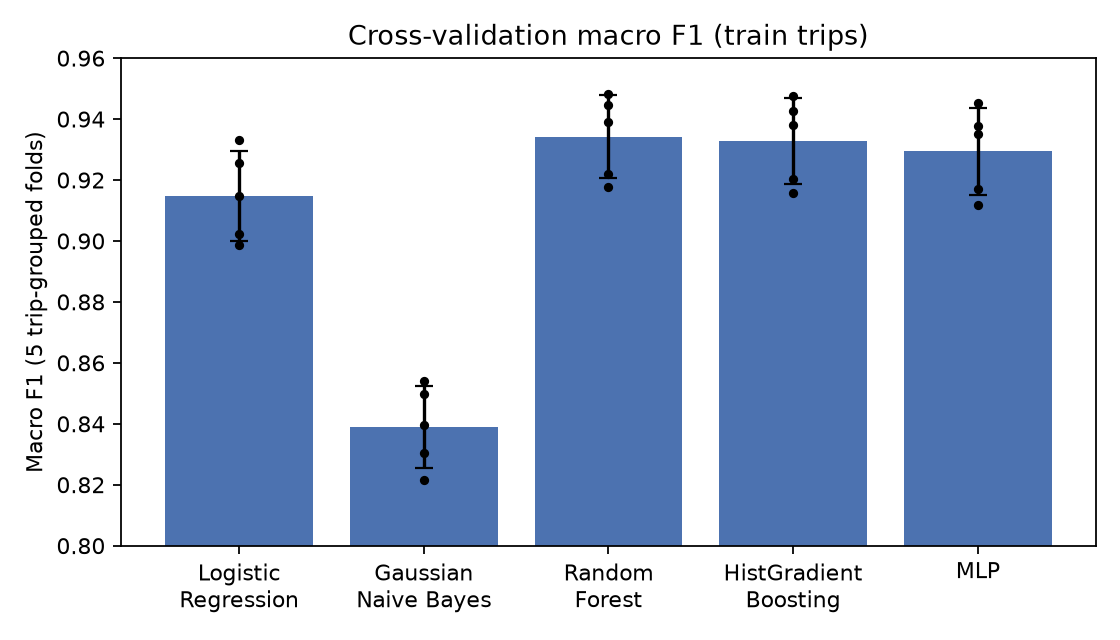 Cross-validation macro F1 (train trips)
Macro F1 (5 trip-grouped folds)
0.96
0.94
0.92
0.90
0.88
0.86
0.84
0.82
0.80
Logistic
Regression
Gaussian
Naive Bayes
Random
Forest
HistGradient
Boosting
MLP